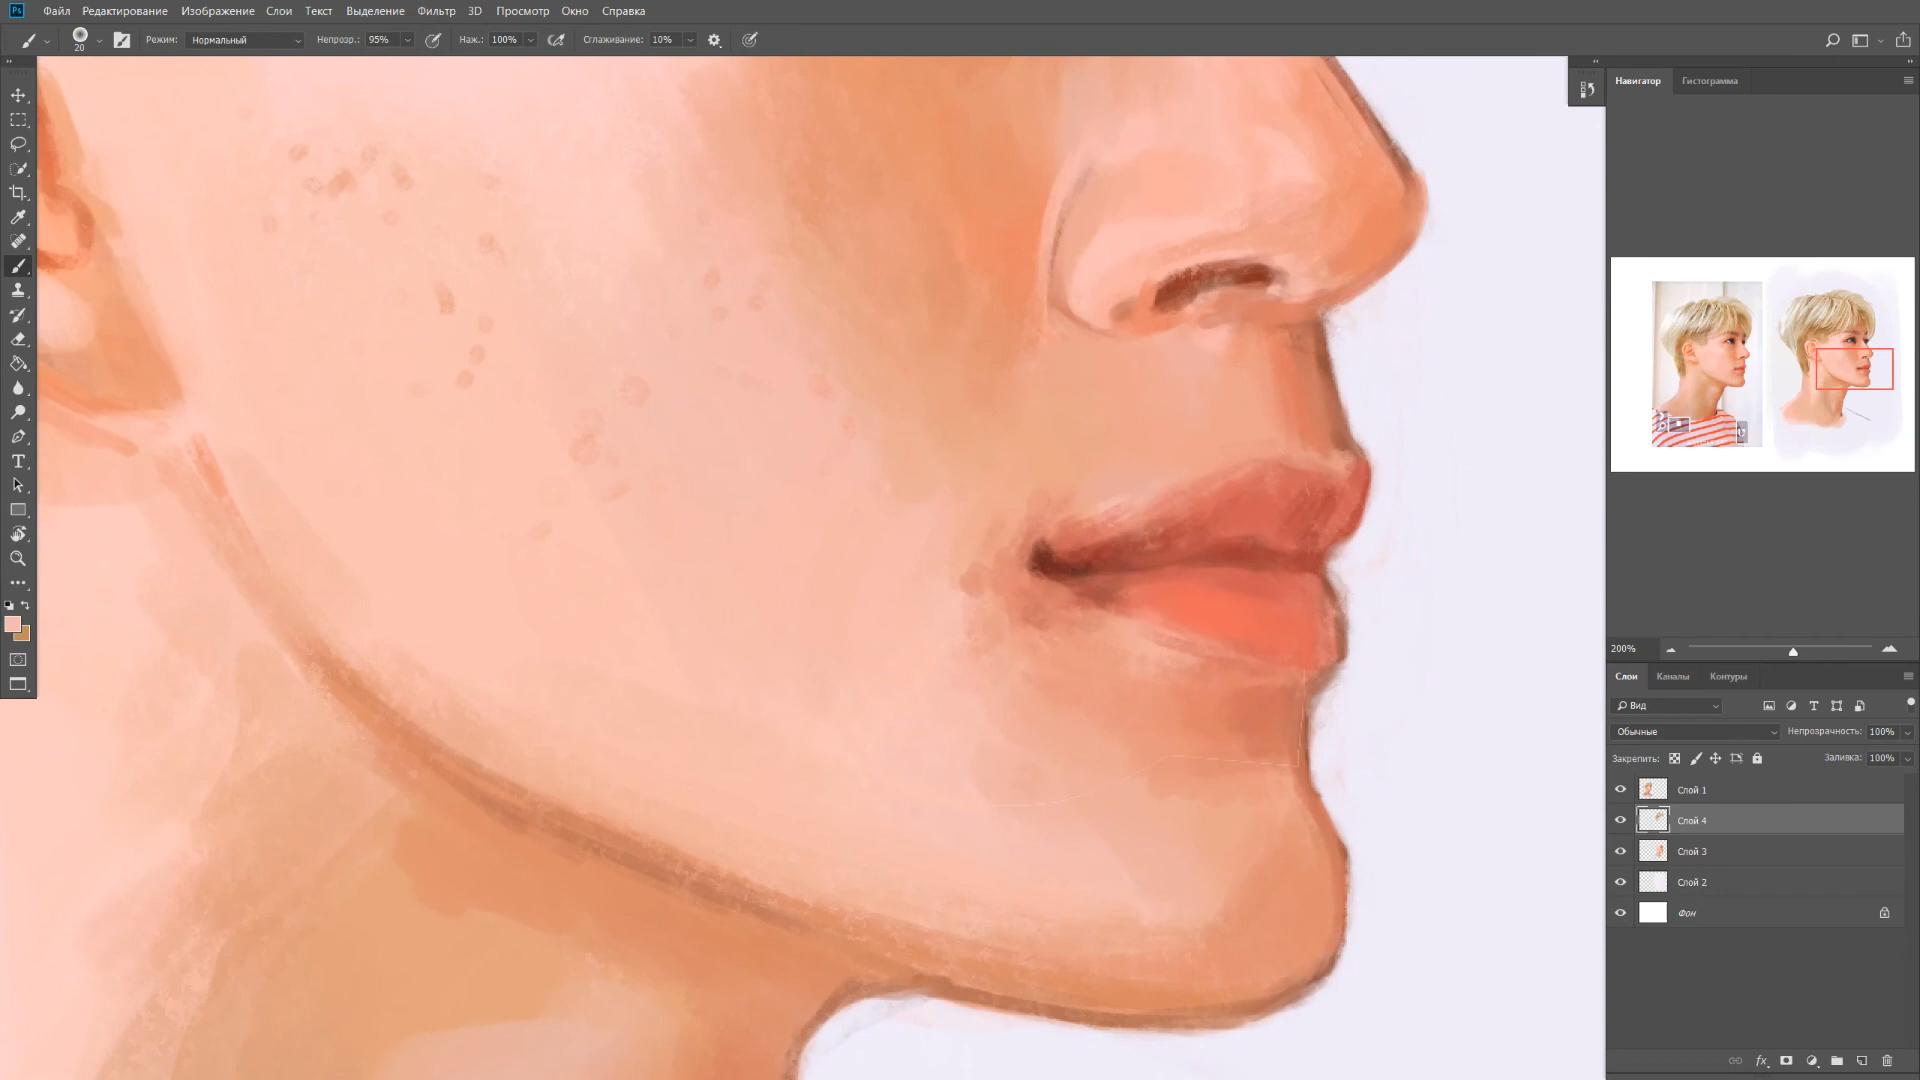 Ps Файл Редактирование Изображение Слои Текст Выделение Фильтр 3D Просмотр Окно Справка
20 Режим: Нормальный Непрозр.: 95% Наж.: 100% Сглаживание: 10%
Навигатор Гистограмма
200%
Слои Каналы Контуры
Вид
Обычные Непрозрачность: 100%
Закрепить: Заливка: 100%
Слой 1
Слой 4
Слой 3
Слой 2
Фон
fx